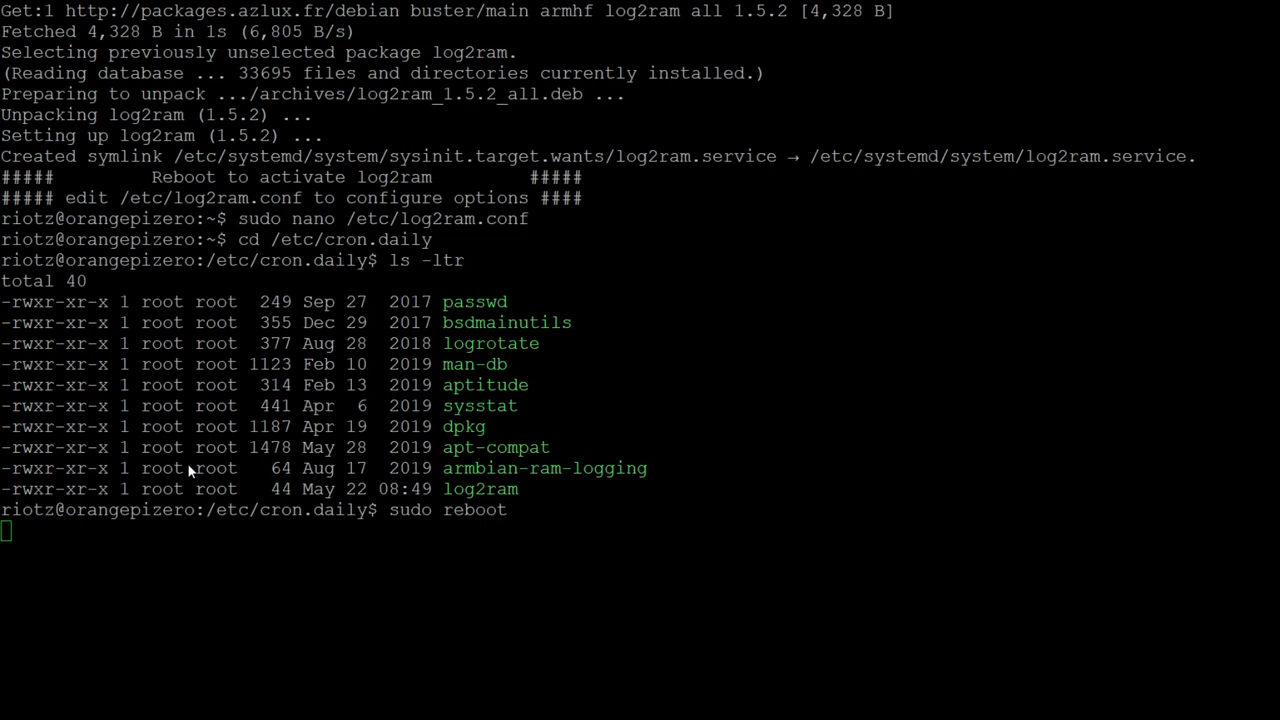 Get:1 http://packages.azlux.fr/debian buster/main armhf log2ram all 1.5.2 [4,328 B]
Fetched 4,328 B in 1s (6,805 B/s)
Selecting previously unselected package log2ram.
(Reading database ... 33695 files and directories currently installed.)
Preparing to unpack .../archives/log2ram_1.5.2_all.deb ...
Unpacking log2ram (1.5.2) ...
Setting up log2ram (1.5.2) ...
Created symlink /etc/systemd/system/sysinit.target.wants/log2ram.service → /etc/systemd/system/log2ram.service.
#####         Reboot to activate log2ram         #####
##### edit /etc/log2ram.conf to configure options ####
riotz@orangepizero:~$ sudo nano /etc/log2ram.conf
riotz@orangepizero:~$ cd /etc/cron.daily
riotz@orangepizero:/etc/cron.daily$ ls -ltr
total 40
-rwxr-xr-x 1 root root  249 Sep 27  2017 passwd
-rwxr-xr-x 1 root root  355 Dec 29  2017 bsdmainutils
-rwxr-xr-x 1 root root  377 Aug 28  2018 logrotate
-rwxr-xr-x 1 root root 1123 Feb 10  2019 man-db
-rwxr-xr-x 1 root root  314 Feb 13  2019 aptitude
-rwxr-xr-x 1 root root  441 Apr  6  2019 sysstat
-rwxr-xr-x 1 root root 1187 Apr 19  2019 dpkg
-rwxr-xr-x 1 root root 1478 May 28  2019 apt-compat
-rwxr-xr-x 1 root root   64 Aug 17  2019 armbian-ram-logging
-rwxr-xr-x 1 root root   44 May 22 08:49 log2ram
riotz@orangepizero:/etc/cron.daily$ sudo reboot